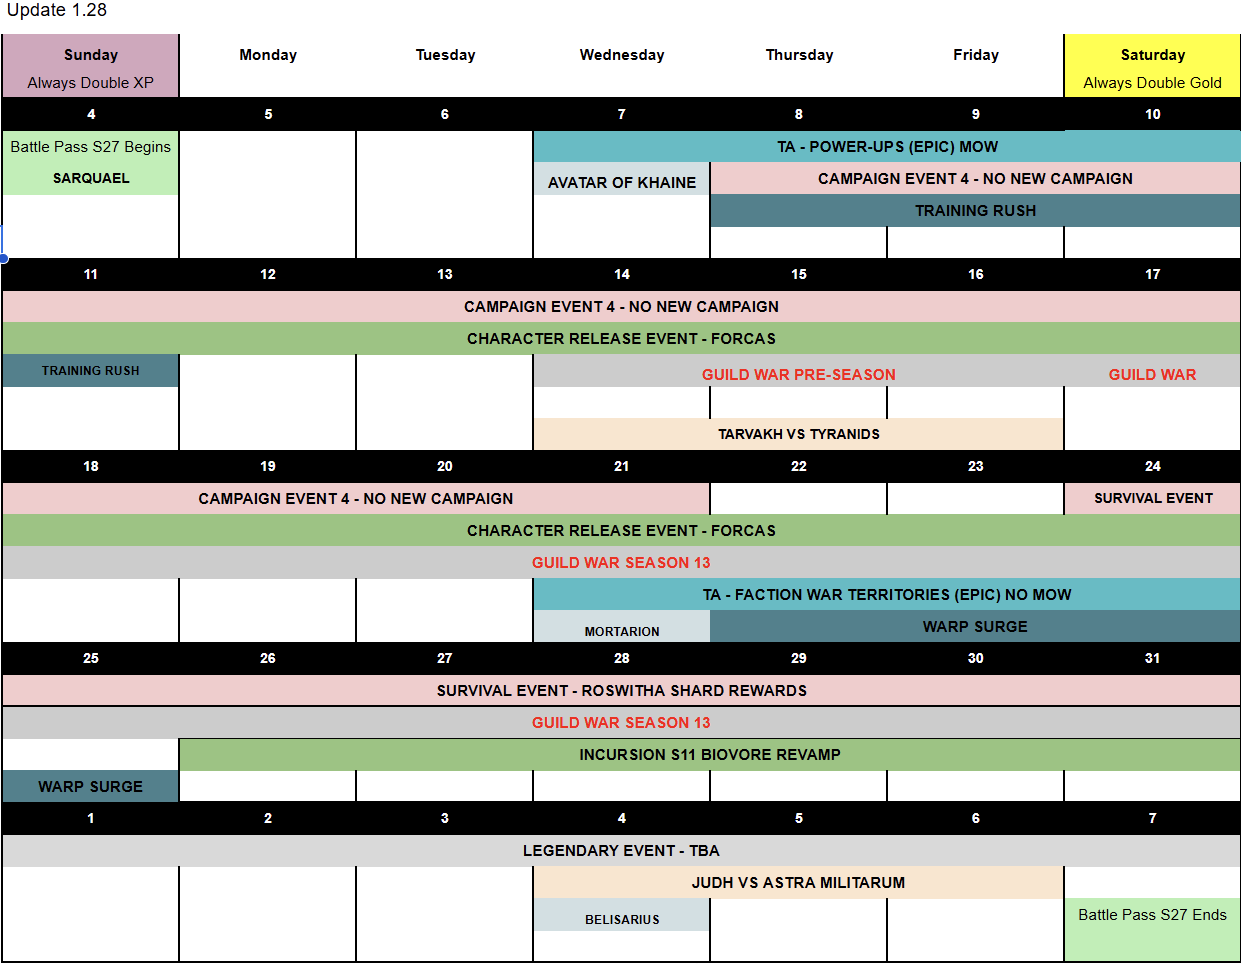 Update 1.28
Sunday Monday Tuesday Wednesday Thursday Friday Saturday
Always Double XP Always Double Gold
4 5 6 7 8 9 10
Battle Pass S27 Begins TA - POWER-UPS (EPIC) MOW
SARQUAEL AVATAR OF KHAINE CAMPAIGN EVENT 4 - NO NEW CAMPAIGN
TRAINING RUSH
11 12 13 14 15 16 17
CAMPAIGN EVENT 4 - NO NEW CAMPAIGN
CHARACTER RELEASE EVENT - FORCAS
TRAINING RUSH GUILD WAR PRE-SEASON GUILD WAR
TARVAKH VS TYRANIDS
18 19 20 21 22 23 24
CAMPAIGN EVENT 4 - NO NEW CAMPAIGN SURVIVAL EVENT
CHARACTER RELEASE EVENT - FORCAS
GUILD WAR SEASON 13
TA - FACTION WAR TERRITORIES (EPIC) NO MOW
MORTARION WARP SURGE
25 26 27 28 29 30 31
SURVIVAL EVENT - ROSWITHA SHARD REWARDS
GUILD WAR SEASON 13
INCURSION S11 BIOVORE REVAMP
WARP SURGE
1 2 3 4 5 6 7
LEGENDARY EVENT - TBA
JUDH VS ASTRA MILITARUM
BELISARIUS Battle Pass S27 Ends